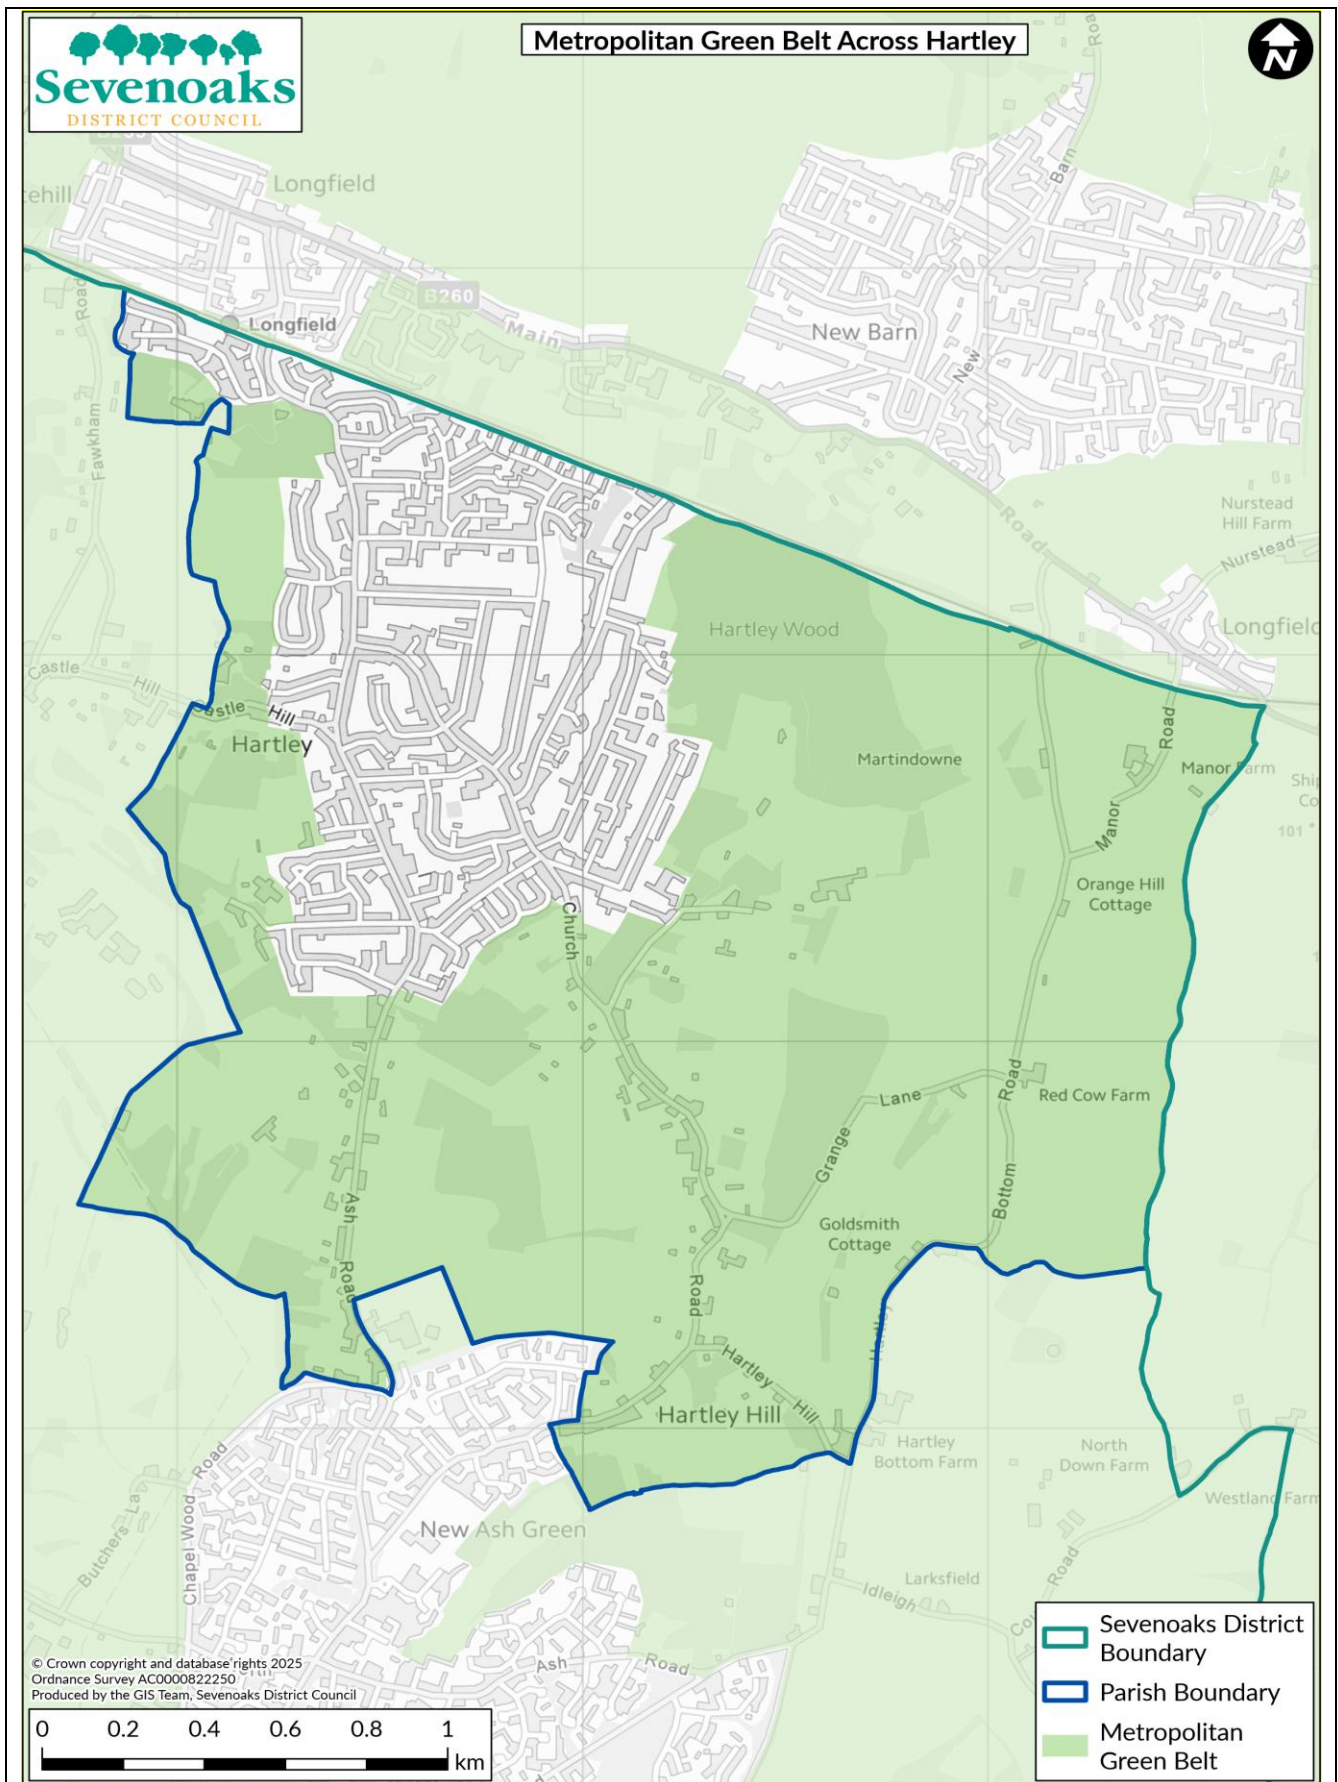 Sevenoaks
DISTRICT COUNCIL
Metropolitan Green Belt Across Hartley
N
Road
Longfield
B260
Main
Longfield
Barn
New Barn
New
Road
Fawkham
Road
Nurstead
Hill Farm
Nurstead
Longfield
Hartley Wood
Castle
Hill
Castle
Hill
Hartley
Martindowne
Road
Manor Farm
Manor
101
Orange Hill
Cottage
Church
Road
Red Cow Farm
Lane
Grange
Bottom
Ash
Road
Goldsmith
Cottage
Road
Hartley
Hartley
Hill
Hartley Hill
Hartley
Bottom Farm
North
Down Farm
Westland Farm
Road
Chapel Wood
Butchers La
New Ash Green
Larksfield
Idleigh
Road
Ash
Road
Sevenoaks District
Boundary
Parish Boundary
Metropolitan
Green Belt
© Crown copyright and database rights 2025
Ordnance Survey AC0000822250
Produced by the GIS Team, Sevenoaks District Council
0 0.2 0.4 0.6 0.8 1
km